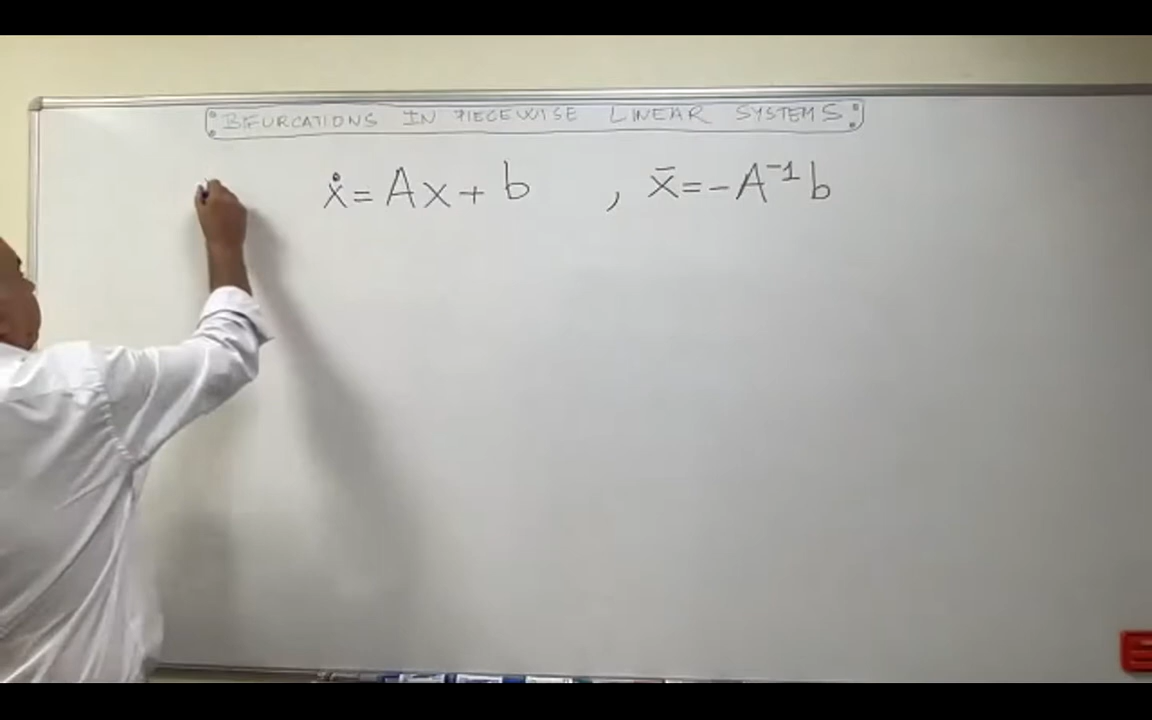 BIFURCATIONS IN PIECEWISE LINEAR SYSTEMS
ẋ = Ax + b , x̄ = -A⁻¹b